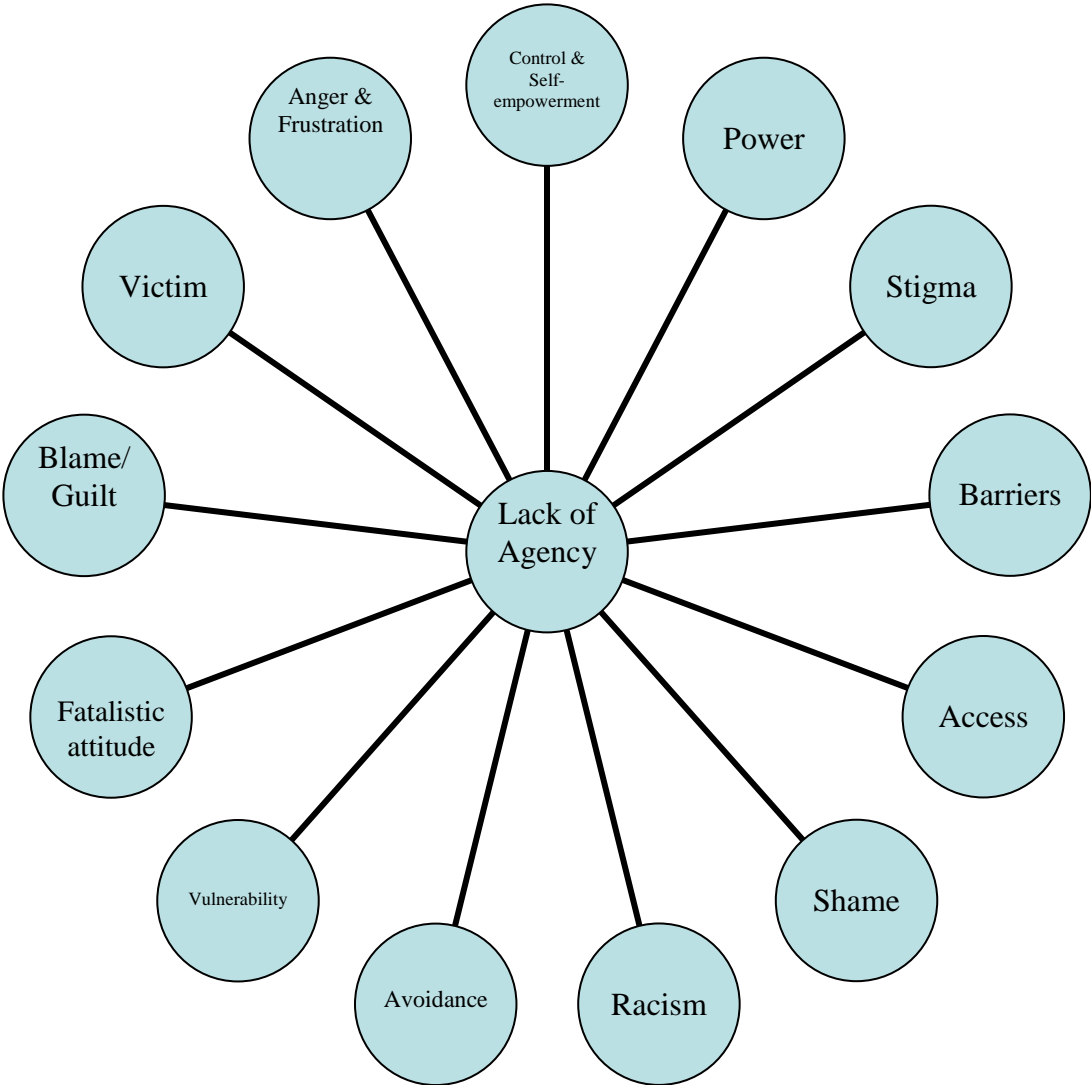 Control &
Self-
empowerment
Power
Stigma
Barriers
Access
Shame
Racism
Avoidance
Vulnerability
Fatalistic
attitude
Blame/
Guilt
Victim
Anger &
Frustration
Lack of
Agency